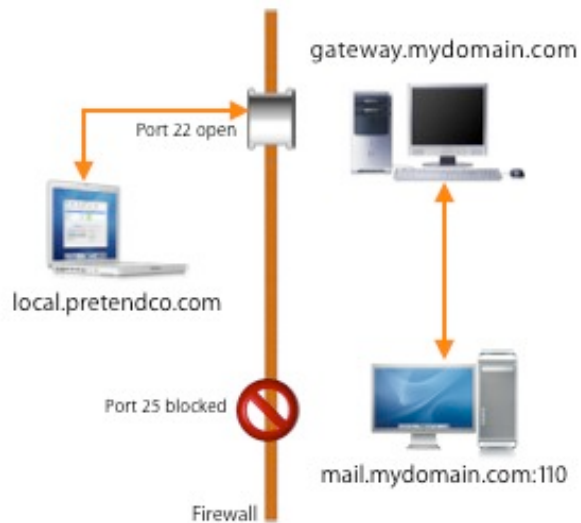 gateway.mydomain.com
Port 22 open
local.pretendco.com
Port 25 blocked
mail.mydomain.com:110
Firewall